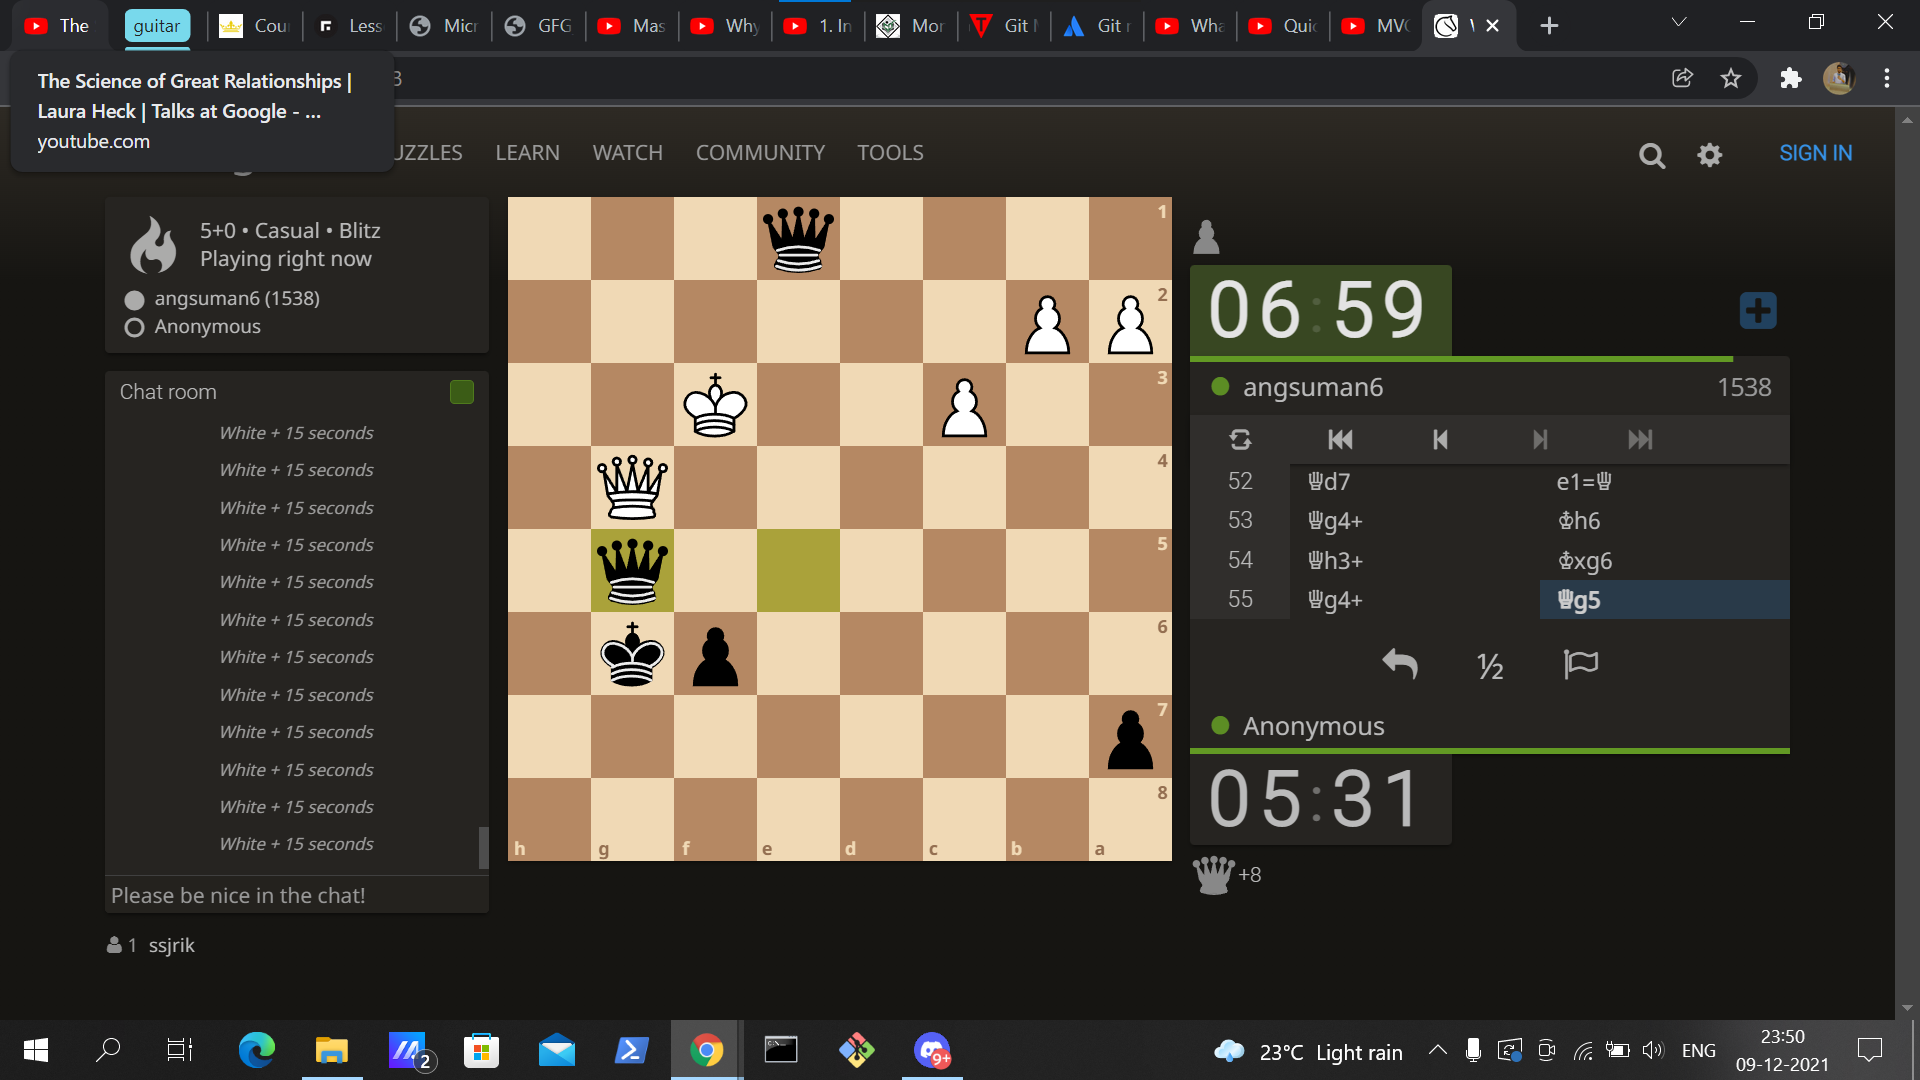 The
guitar
Cou
Less
Micr
GFG
Mas
Why
1. In
Mor
Git
Git r
Wha
Quic
MVC
The Science of Great Relationships |
Laura Heck | Talks at Google - ...
youtube.com
3
UZZLES
LEARN
WATCH
COMMUNITY
TOOLS
SIGN IN
5+0 • Casual • Blitz
Playing right now
angsuman6 (1538)
Anonymous
Chat room
White + 15 seconds
White + 15 seconds
White + 15 seconds
White + 15 seconds
White + 15 seconds
White + 15 seconds
White + 15 seconds
White + 15 seconds
White + 15 seconds
White + 15 seconds
White + 15 seconds
White + 15 seconds
Please be nice in the chat!
1 ssjrik
1
2
3
4
5
6
7
8
h g f e d c b a
06:59
angsuman6 1538
52 ♕d7 e1=♕
53 ♕g4+ ♔h6
54 ♕h3+ ♔xg6
55 ♕g4+ ♕g5
½
Anonymous
05:31
+8
2
9+
23°C Light rain
ENG
23:50
09-12-2021